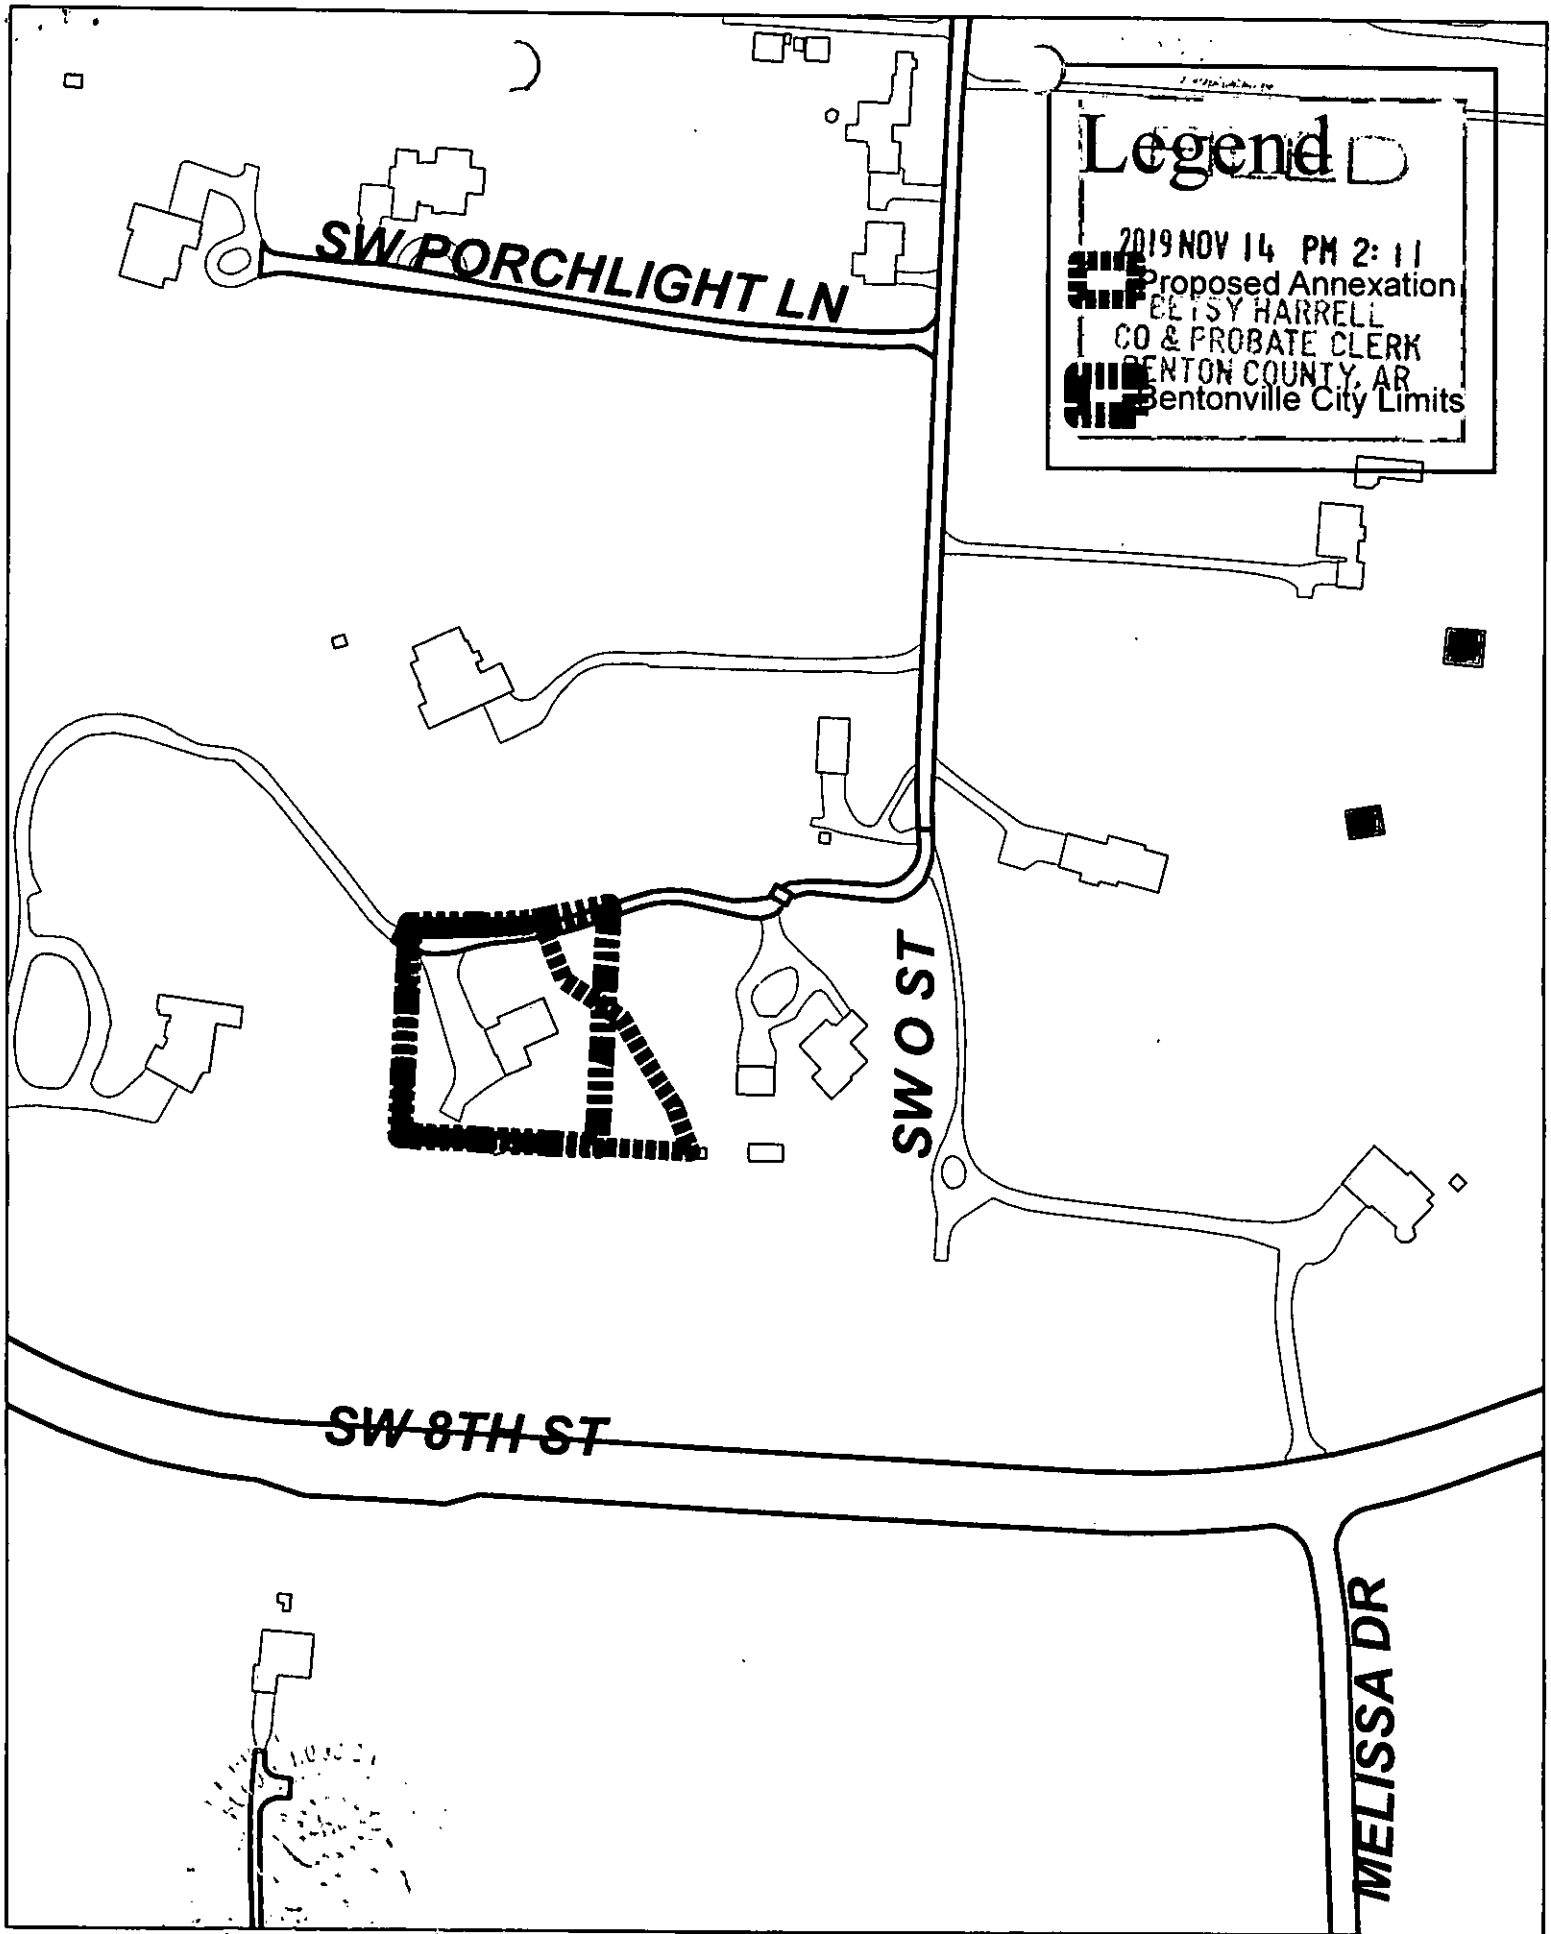 Legend
FILED
2019 NOV 14 PM 2: 11
Proposed Annexation
BETSY HARRELL
CO & PROBATE CLERK
BENTON COUNTY, AR
Bentonville City Limits
SW PORCHLIGHT LN
SW O ST
SW 8TH ST
MELISSA DR